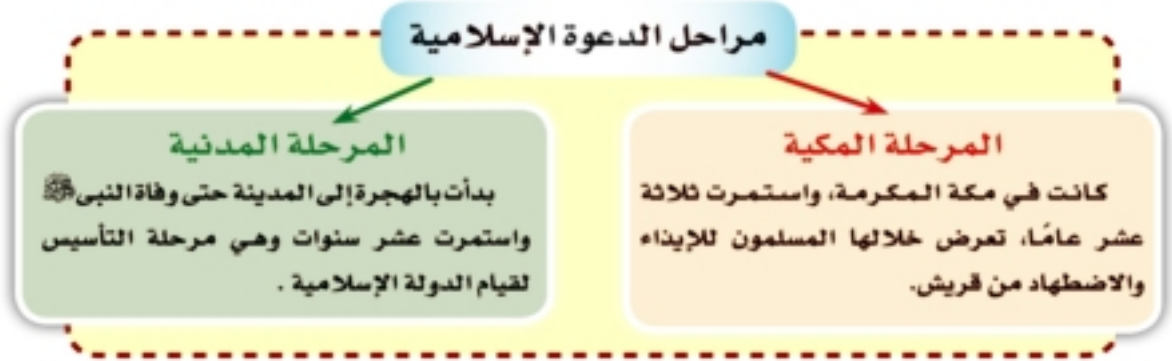 مراحل الدعوة الإسلامية
المرحلة المكية
كانت في مكة المكرمة، واستمرت ثلاثة
عشر عامًا، تعرض خلالها المسلمون للإيذاء
والاضطهاد من قريش.
المرحلة المدنية
بدأت بالهجرة إلى المدينة حتى وفاة النبى ﷺ
واستمرت عشر سنوات وهي مرحلة التأسيس
لقيام الدولة الإسلامية .